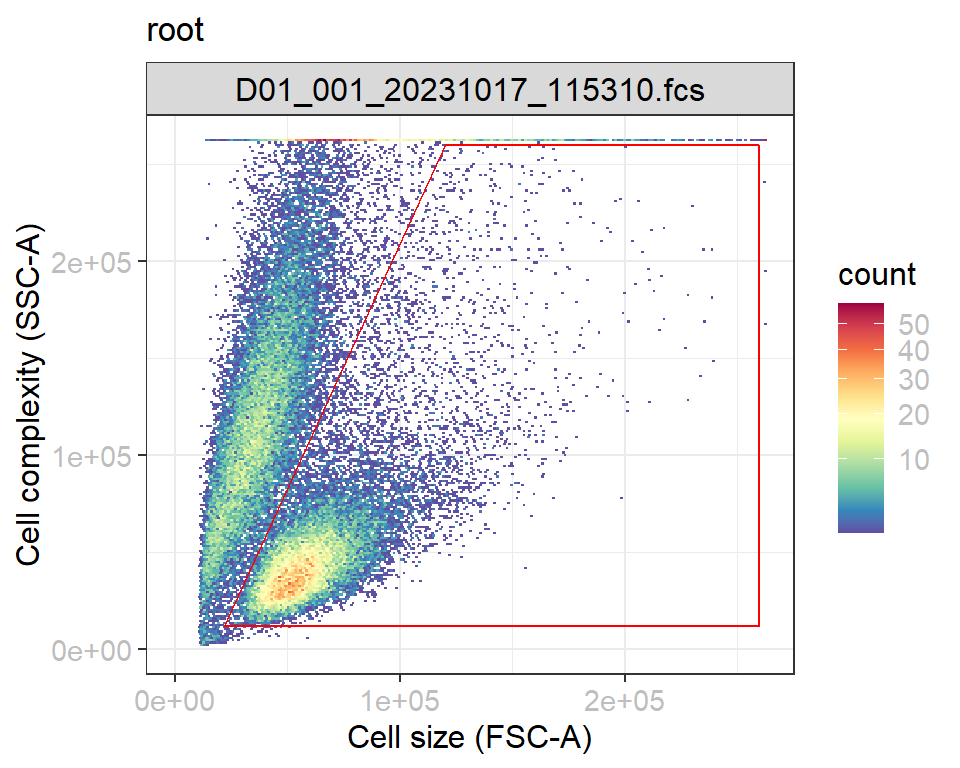 root
D01_001_20231017_115310.fcs
Cell complexity (SSC-A)
2e+05
1e+05
0e+00
0e+00 1e+05 2e+05
Cell size (FSC-A)
count
50
40
30
20
10